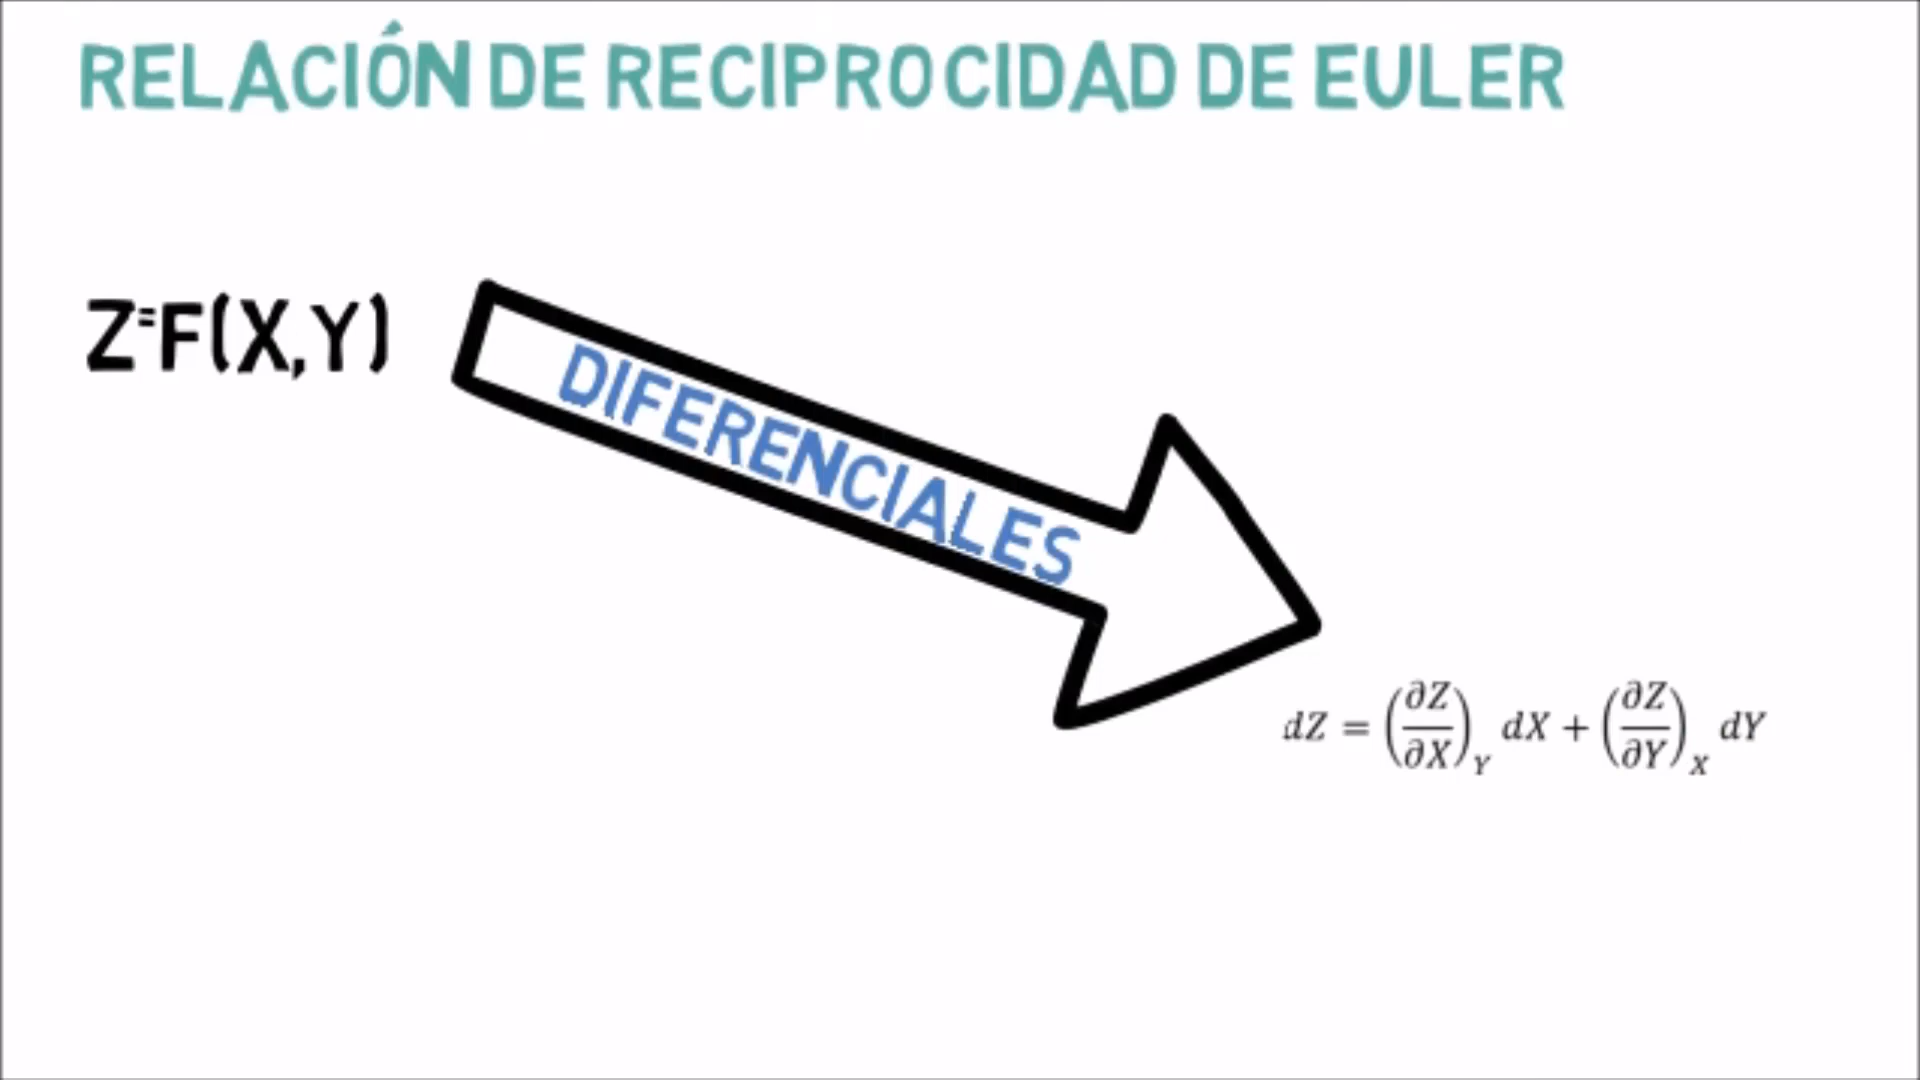 RELACIÓN DE RECIPROCIDAD DE EULER
Z=F(X,Y)
DIFERENCIALES
dZ = (∂Z/∂X)_Y dX + (∂Z/∂Y)_X dY